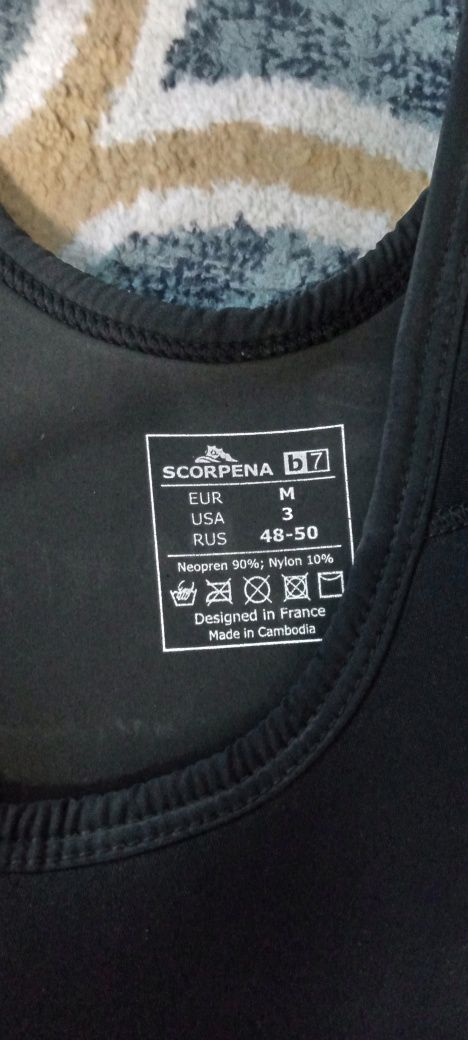 SCORPENA b7
EUR M
USA 3
RUS 48-50
Neopren 90%; Nylon 10%
Designed in France
Made in Cambodia